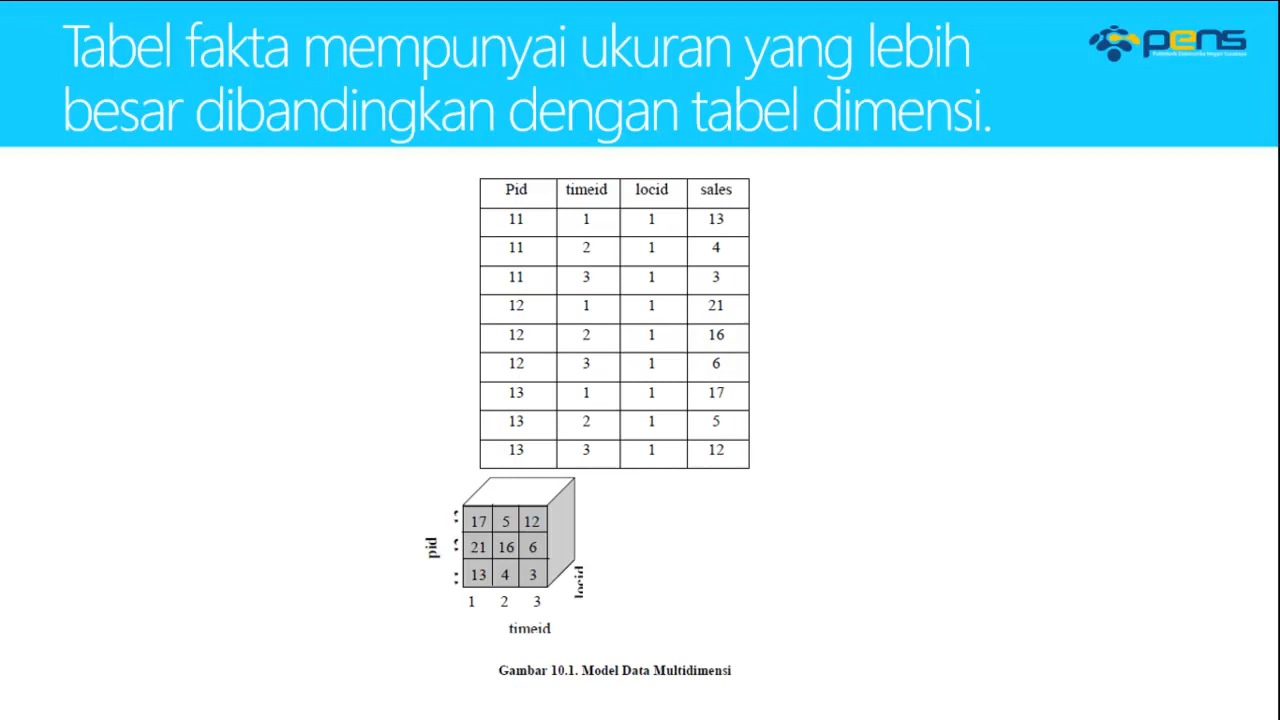 Tabel fakta mempunyai ukuran yang lebih
besar dibandingkan dengan tabel dimensi.
pens
Pid timeid locid sales
11 1 1 13
11 2 1 4
11 3 1 3
12 1 1 21
12 2 1 16
12 3 1 6
13 1 1 17
13 2 1 5
13 3 1 12
17 5 12
21 16 6
13 4 3
pid
locid
1 2 3
timeid
Gambar 10.1. Model Data Multidimensi